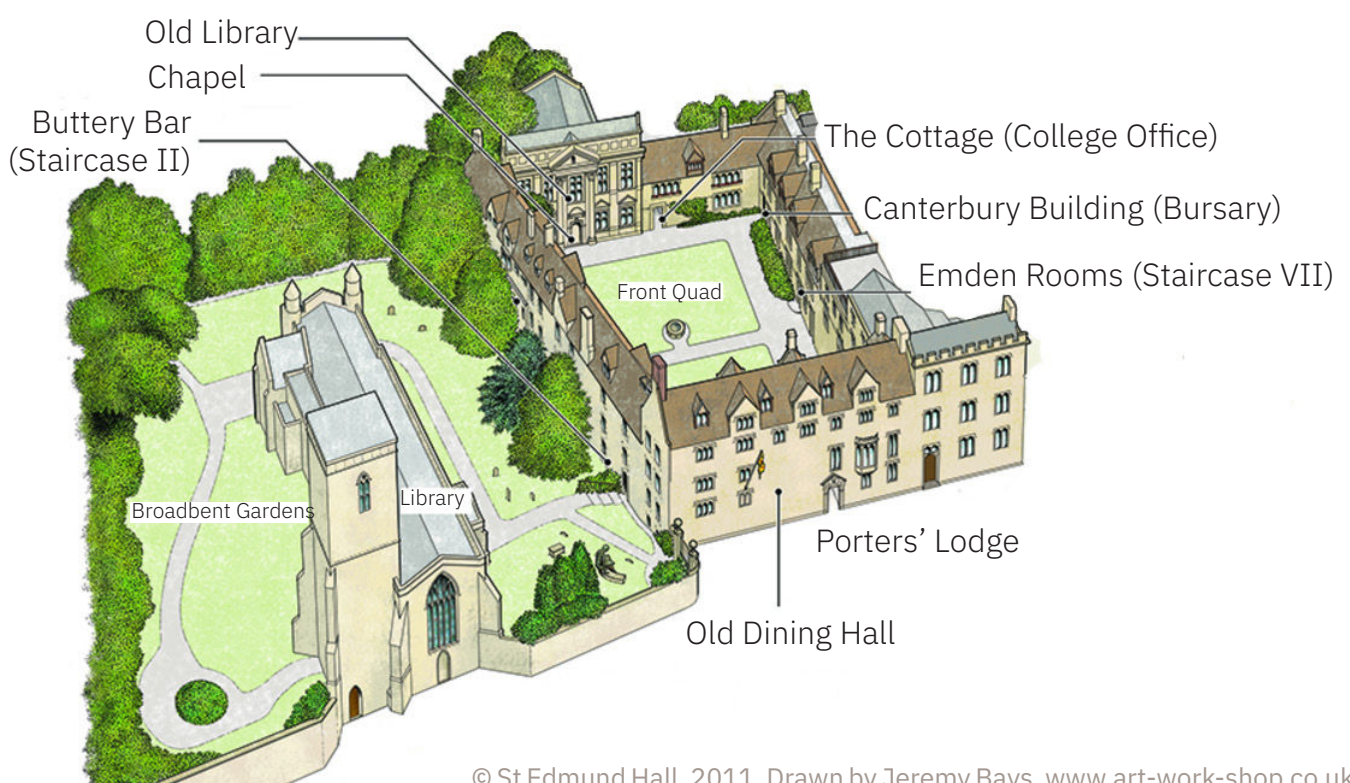 Old Library
Chapel
Buttery Bar
(Staircase II)
The Cottage (College Office)
Canterbury Building (Bursary)
Emden Rooms (Staircase VII)
Front Quad
Library
Broadbent Gardens
Porters’ Lodge
Old Dining Hall
© St Edmund Hall, 2011. Drawn by Jeremy Bays, www.art-work-shop.co.uk